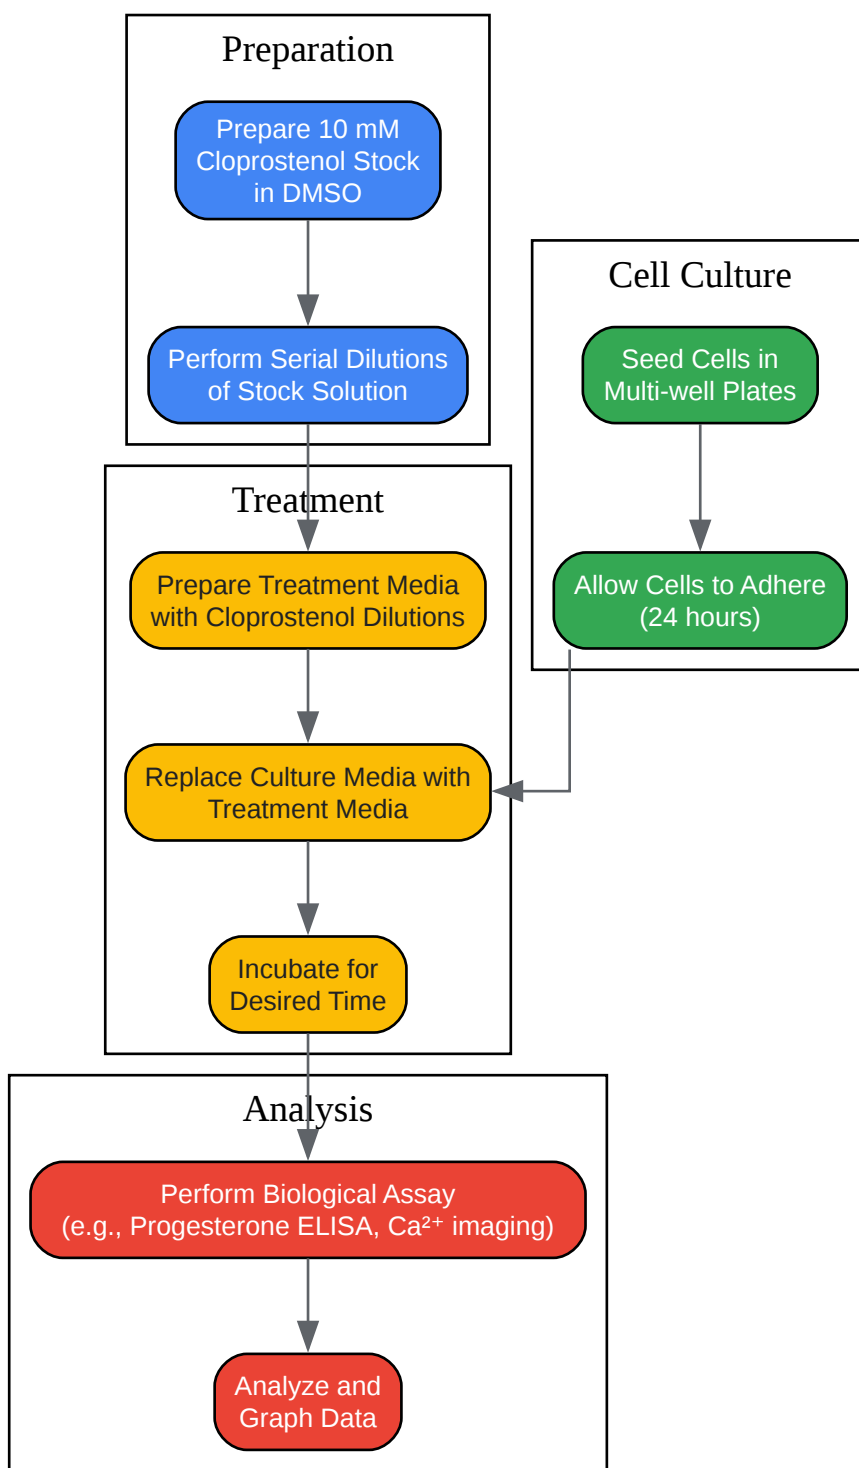 Preparation
Prepare 10 mM
Cloprostenol Stock
in DMSO
Perform Serial Dilutions
of Stock Solution
Cell Culture
Seed Cells in
Multi-well Plates
Allow Cells to Adhere
(24 hours)
Treatment
Prepare Treatment Media
with Cloprostenol Dilutions
Replace Culture Media with
Treatment Media
Incubate for
Desired Time
Analysis
Perform Biological Assay
(e.g., Progesterone ELISA, Ca²⁺ imaging)
Analyze and
Graph Data